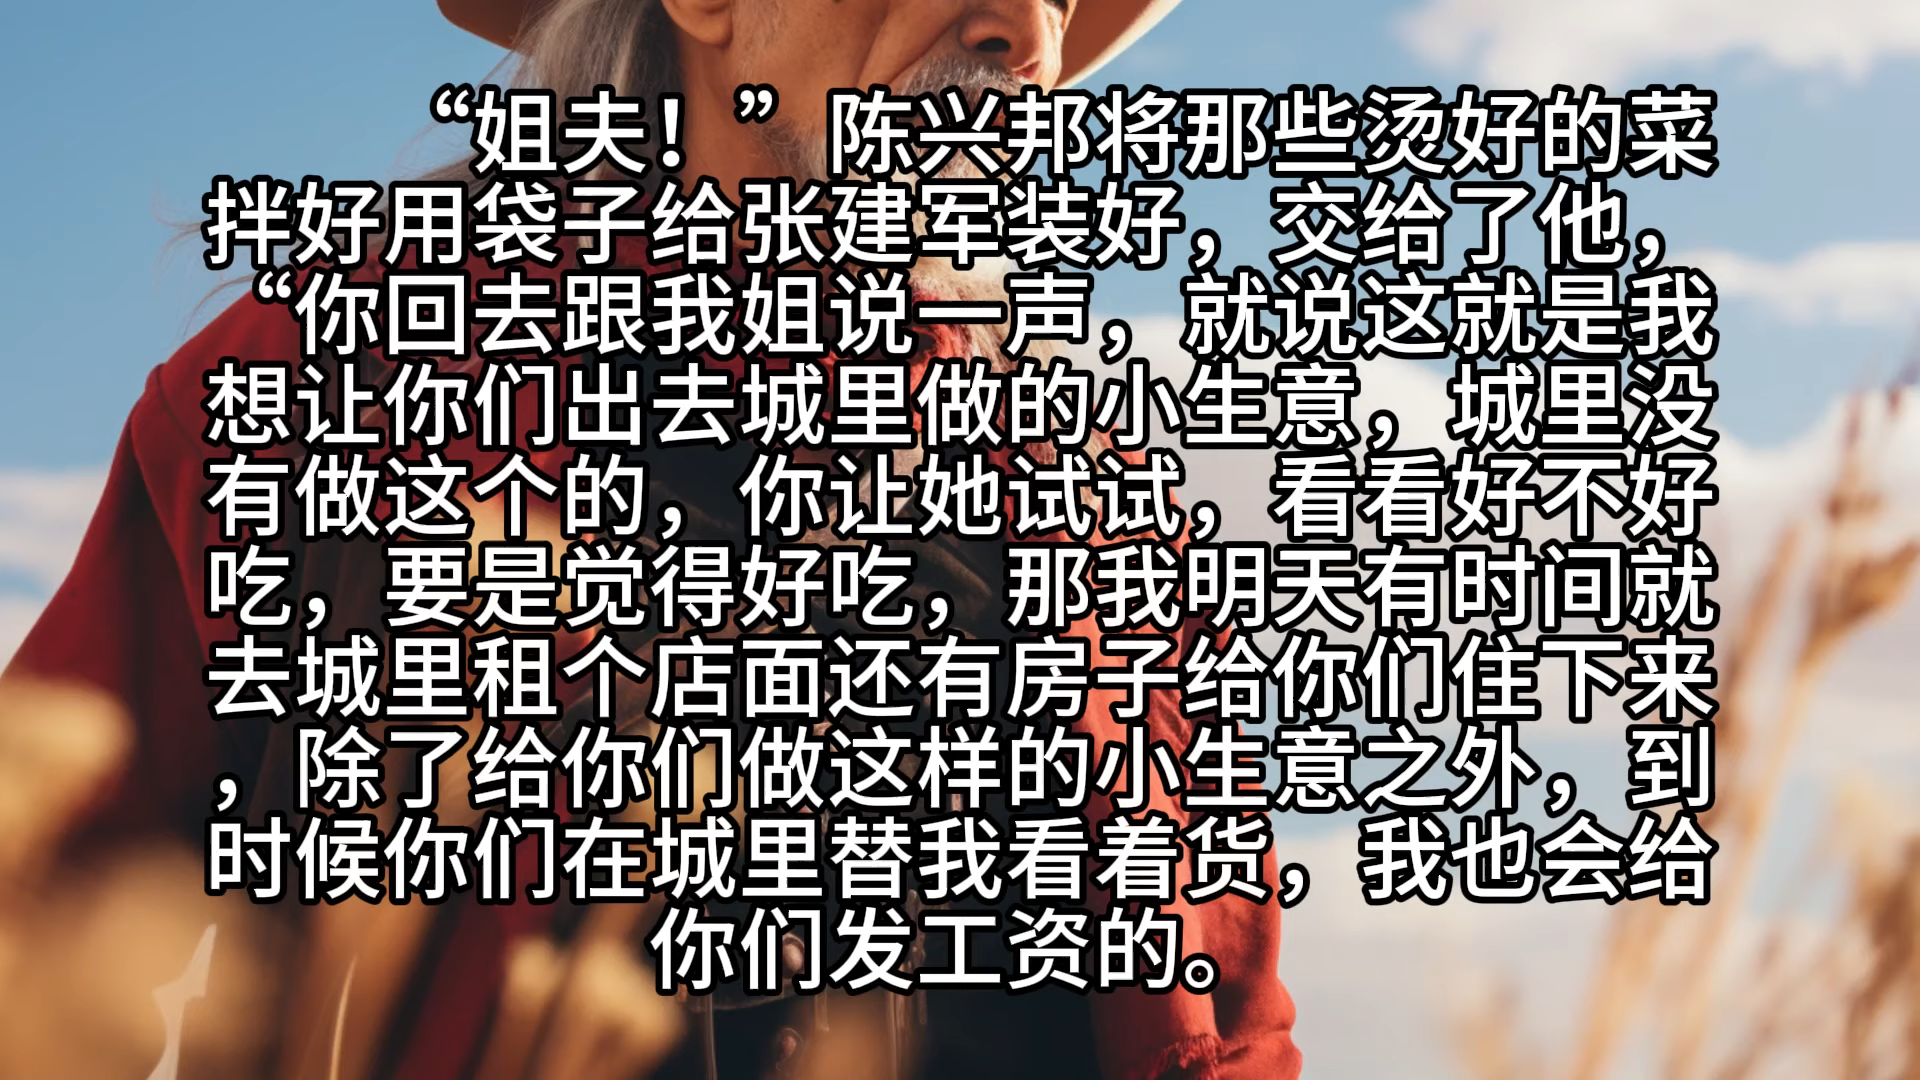 “姐夫！”陈兴邦将那些烫好的菜
拌好用袋子给张建军装好，交给了他，
“你回去跟我姐说一声，就说这就是我
想让你们出去城里做的小生意，城里没
有做这个的，你让她试试，看看好不好
吃，要是觉得好吃，那我明天有时间就
去城里租个店面还有房子给你们住下来
，除了给你们做这样的小生意之外，到
时候你们在城里替我看着货，我也会给
你们发工资的。